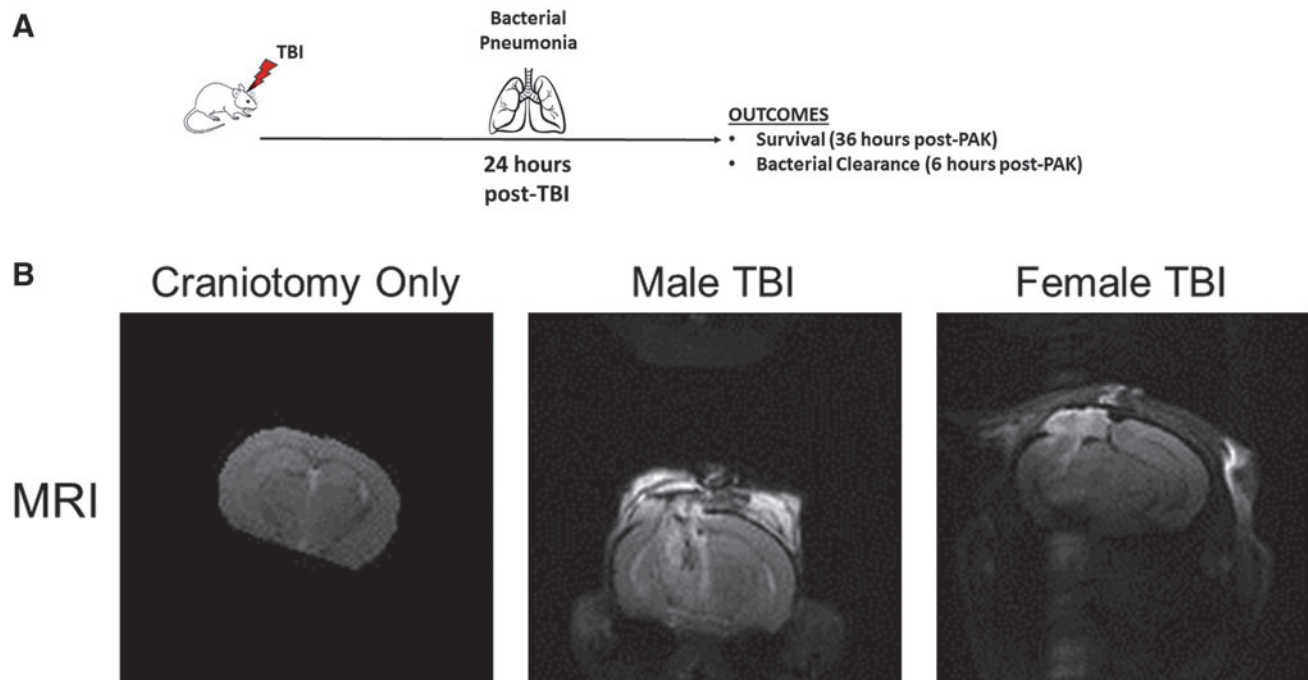 A
TBI
Bacterial
Pneumonia
24 hours
post-TBI
OUTCOMES
• Survival (36 hours post-PAK)
• Bacterial Clearance (6 hours post-PAK)
B
Craniotomy Only
Male TBI
Female TBI
MRI